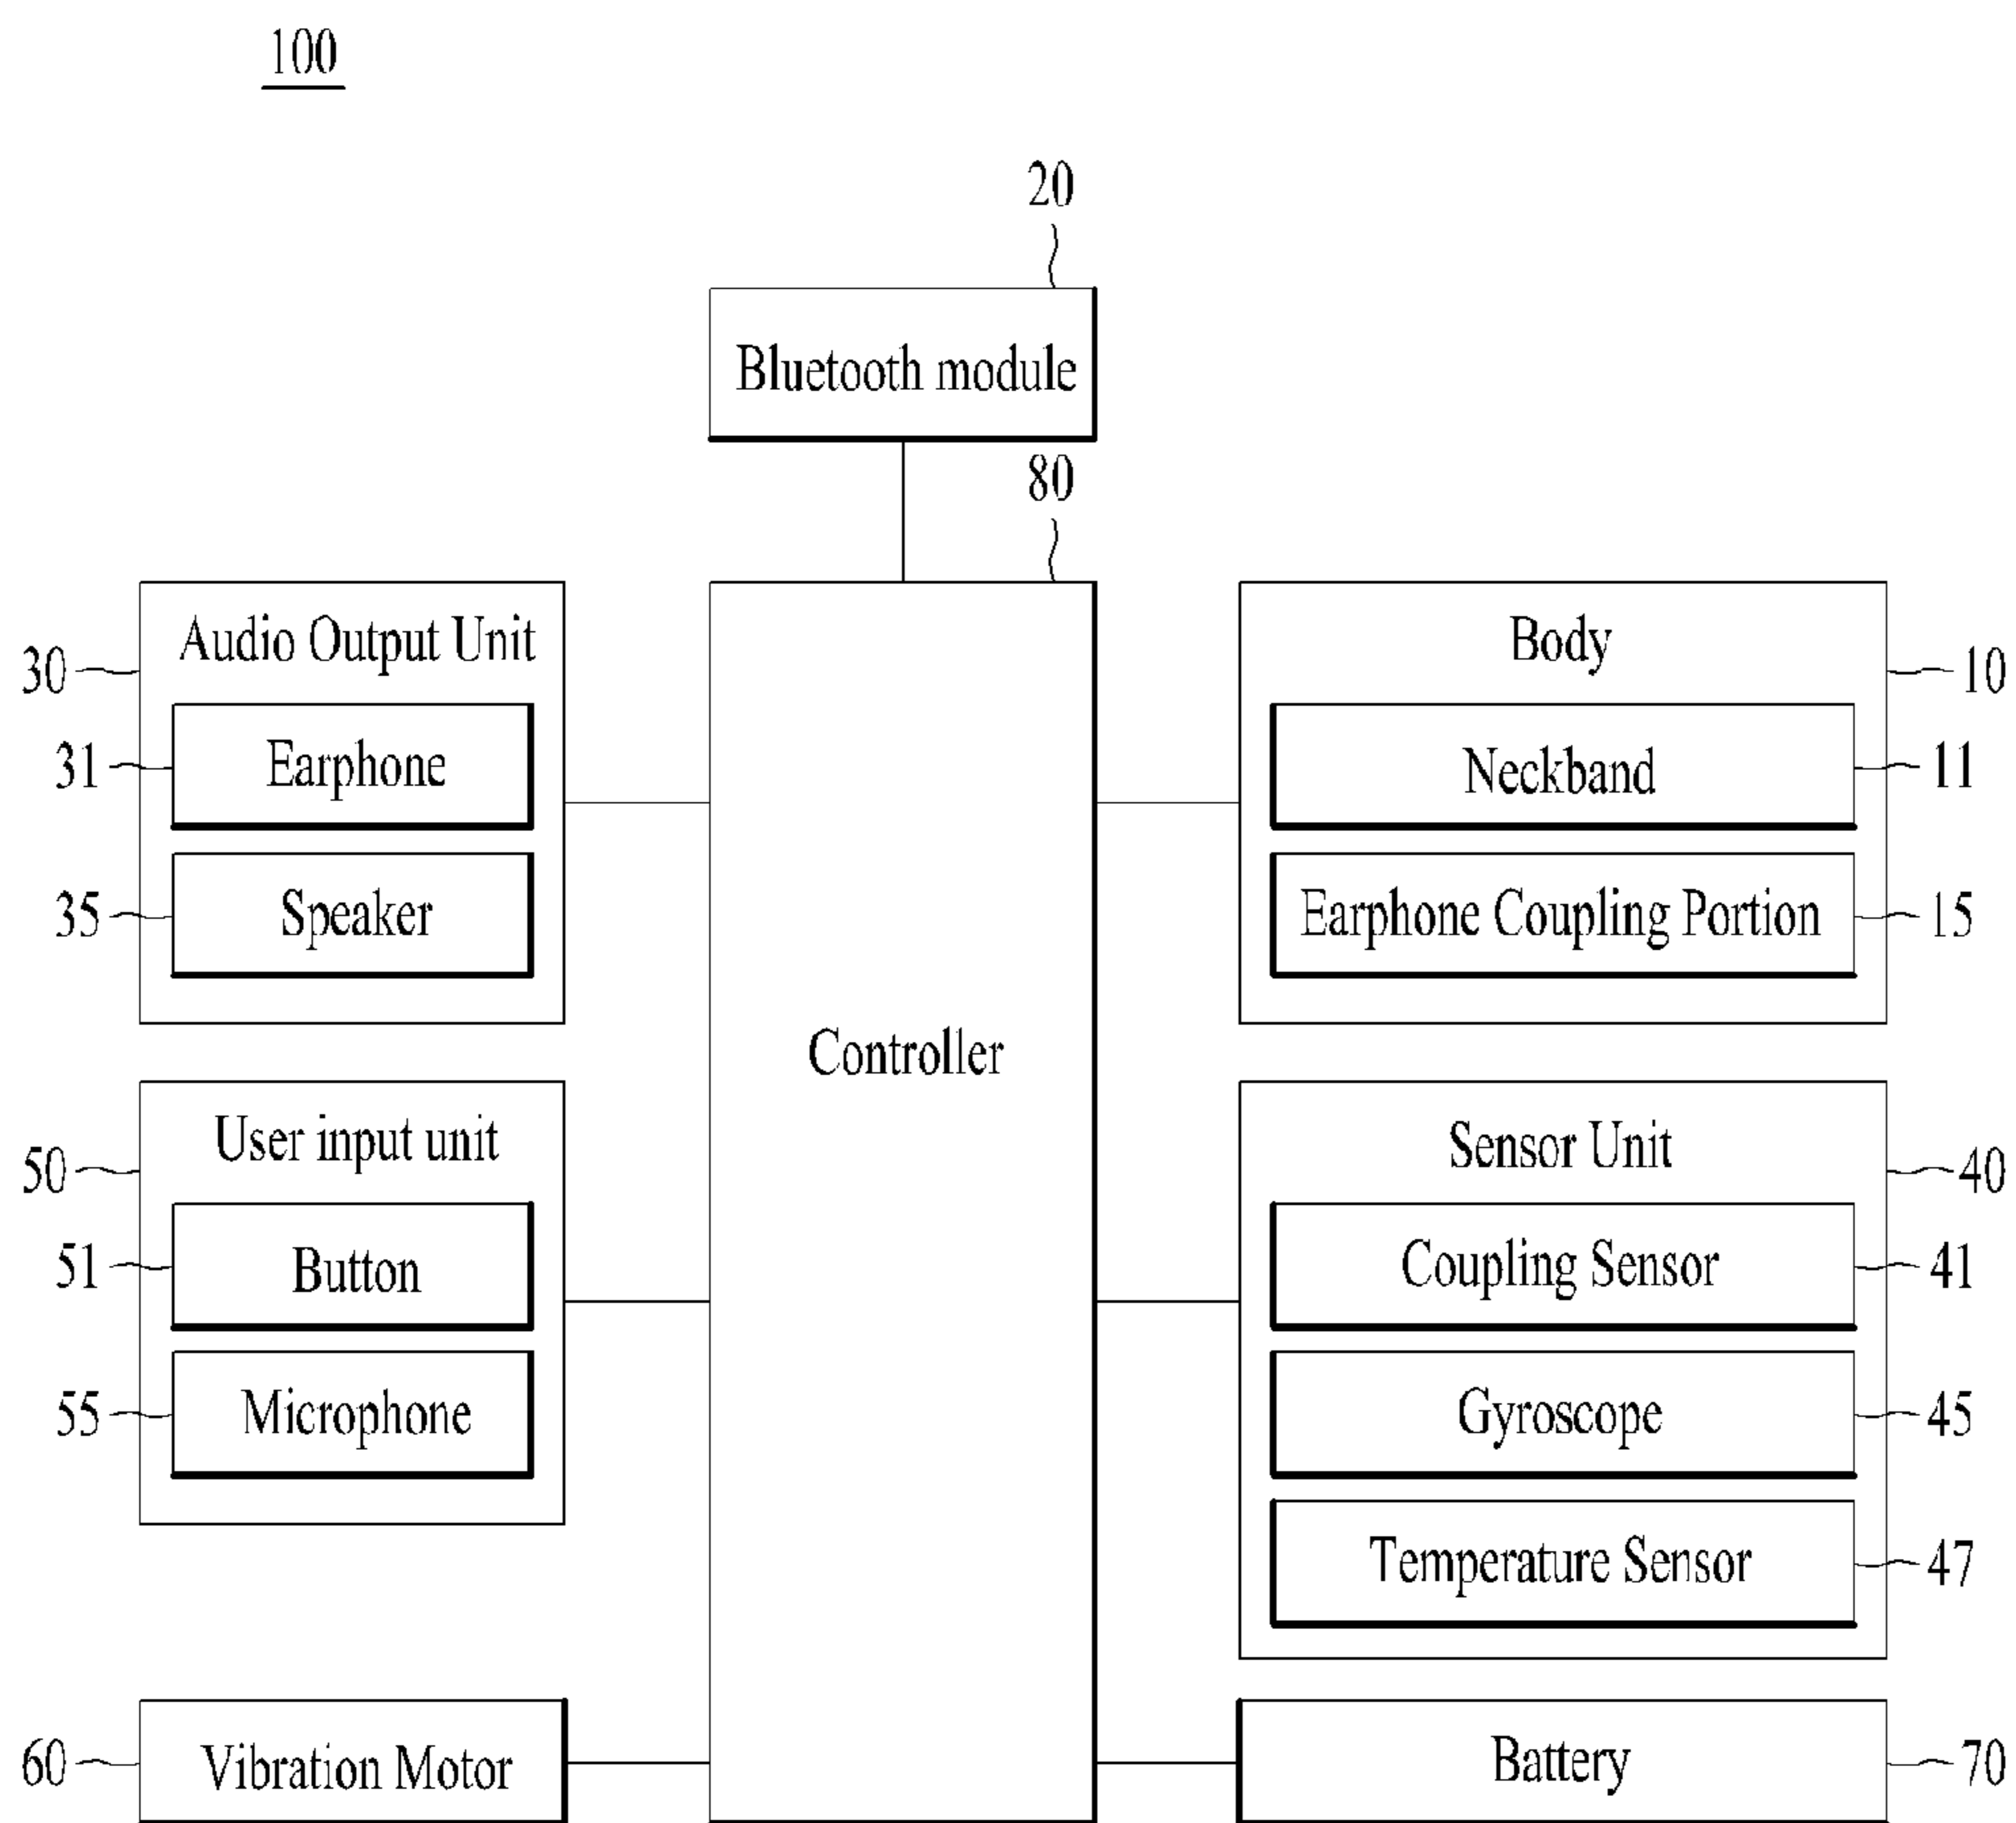 100
20
Bluetooth module
80
Controller
30
Audio Output Unit
31
Earphone
35
Speaker
50
User input unit
51
Button
55
Microphone
60
Vibration Motor
Body
10
Neckband
11
Earphone Coupling Portion
15
Sensor Unit
40
Coupling Sensor
41
Gyroscope
45
Temperature Sensor
47
Battery
70